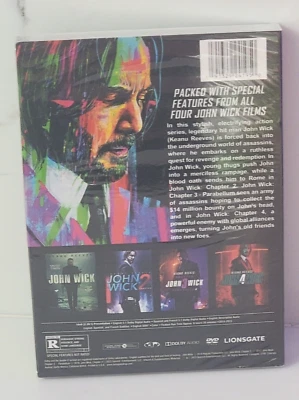 PACKED WITH SPECIAL
FEATURES FROM ALL
FOUR JOHN WICK FILMS
In this stylish, electrifying action
series, legendary hit man John Wick
(Keanu Reeves) is forced back into
the underground world of assassins,
where he embarks on a ruthless
quest for revenge and redemption. In
John Wick, young thugs push John
into a merciless rampage, while a
blood oath sends him to Rome in
John Wick: Chapter 2. John Wick:
Chapter 3 - Parabellum sees an army
of assassins hoping to collect the
$14 million bounty on John's head,
and in John Wick: Chapter 4, a
powerful enemy with global alliances
emerges, turning John's old friends
into new foes.
JOHN WICK
JOHN WICK 2
JOHN WICK 3
4
R
DOLBY
DVD
LIONSGATE